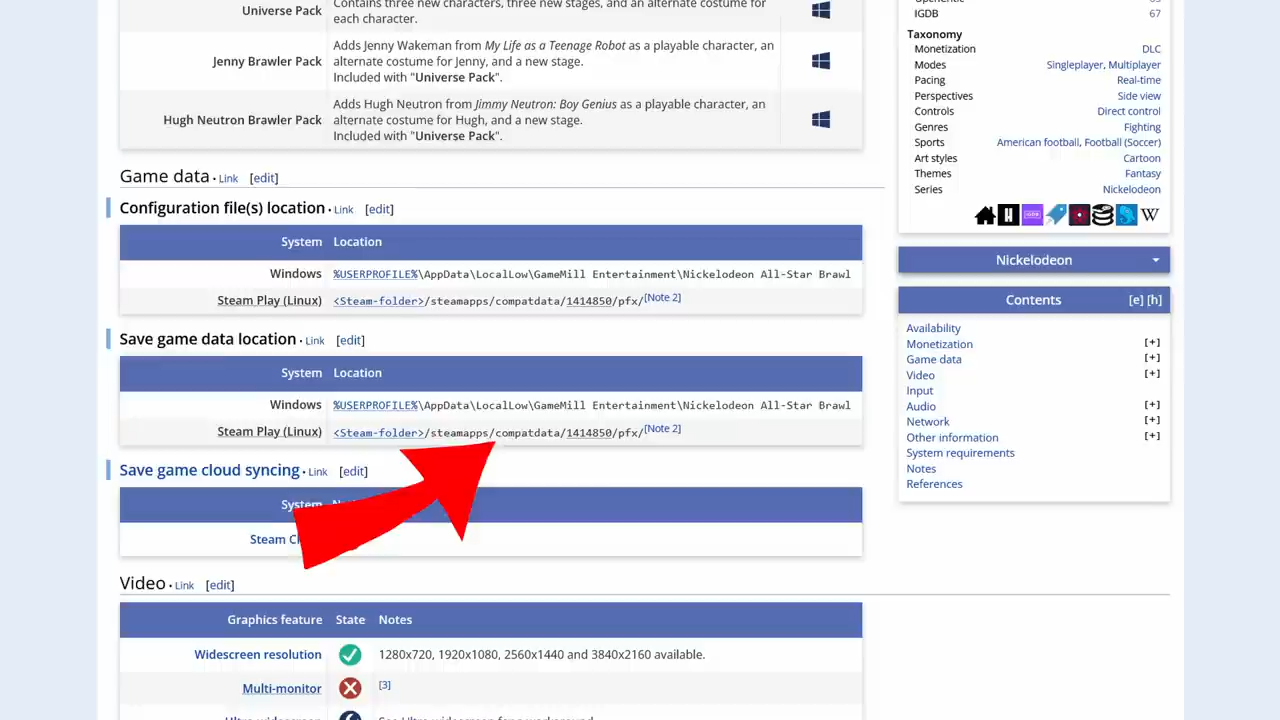 Universe Pack
Contains three new characters, three new stages, and an alternate costume for
each character.
Jenny Brawler Pack
Adds Jenny Wakeman from My Life as a Teenage Robot as a playable character, an
alternate costume for Jenny, and a new stage.
Included with "Universe Pack".
Hugh Neutron Brawler Pack
Adds Hugh Neutron from Jimmy Neutron: Boy Genius as a playable character, an
alternate costume for Hugh, and a new stage.
Included with "Universe Pack".
Game data · Link [edit]
Configuration file(s) location · Link [edit]
System Location
Windows %USERPROFILE%\AppData\LocalLow\GameMill Entertainment\Nickelodeon All-Star Brawl
Steam Play (Linux) <Steam-folder>/steamapps/compatdata/1414850/pfx/[Note 2]
Save game data location · Link [edit]
System Location
Windows %USERPROFILE%\AppData\LocalLow\GameMill Entertainment\Nickelodeon All-Star Brawl
Steam Play (Linux) <Steam-folder>/steamapps/compatdata/1414850/pfx/[Note 2]
Save game cloud syncing · Link [edit]
System
Steam
Video · Link [edit]
Graphics feature State Notes
Widescreen resolution 1280x720, 1920x1080, 2560x1440 and 3840x2160 available.
Multi-monitor [3]
IGDB 67
Taxonomy
Monetization DLC
Modes Singleplayer, Multiplayer
Pacing Real-time
Perspectives Side view
Controls Direct control
Genres Fighting
Sports American football, Football (Soccer)
Art styles Cartoon
Themes Fantasy
Series Nickelodeon
H
IGDB
W
Nickelodeon
Contents [e] [h]
Availability
Monetization [+]
Game data [+]
Video [+]
Input
Audio [+]
Network [+]
Other information [+]
System requirements
Notes
References